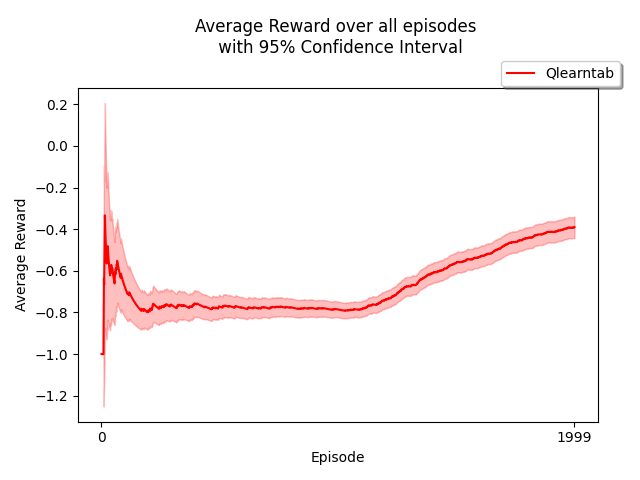 Average Reward over all episodes
with 95% Confidence Interval
Qlearntab
0.2
0.0
−0.2
−0.4
−0.6
−0.8
−1.0
−1.2
Average Reward
0
1999
Episode